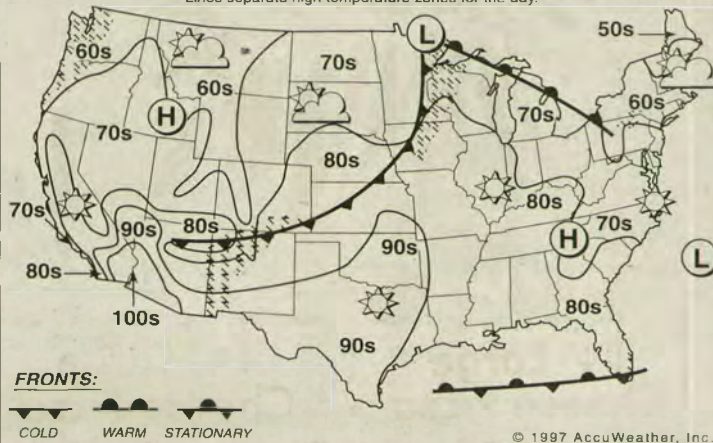 Lines separate high temperature zones for the day.
50s
L
60s
70s
60s
60s
H
70s
70s
80s
70s
90s
80s
90s
80s
H
70s
L
80s
100s
80s
90s
FRONTS:
COLD WARM STATIONARY
© 1997 AccuWeather, Inc.